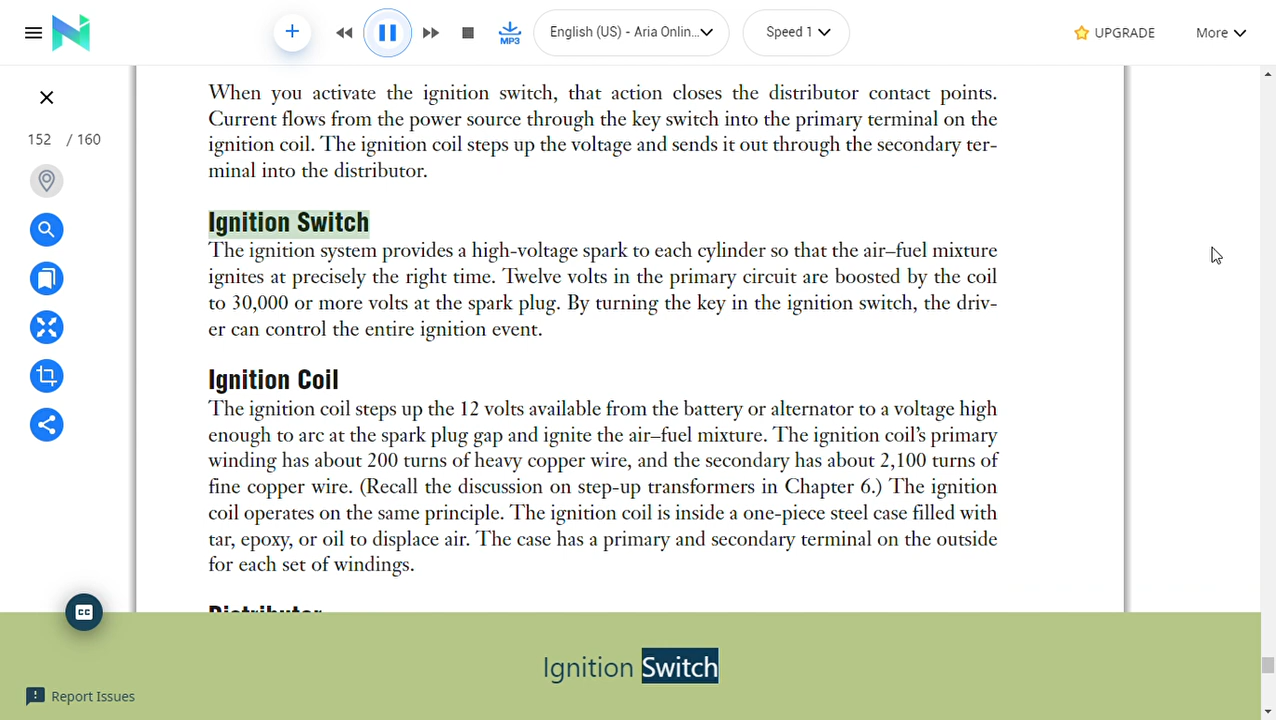 MP3
English (US) - Aria Onlin...
Speed 1
UPGRADE
More
152 / 160
When you activate the ignition switch, that action closes the distributor contact points.
Current flows from the power source through the key switch into the primary terminal on the
ignition coil. The ignition coil steps up the voltage and sends it out through the secondary ter-
minal into the distributor.
Ignition Switch
The ignition system provides a high-voltage spark to each cylinder so that the air–fuel mixture
ignites at precisely the right time. Twelve volts in the primary circuit are boosted by the coil
to 30,000 or more volts at the spark plug. By turning the key in the ignition switch, the driv-
er can control the entire ignition event.
Ignition Coil
The ignition coil steps up the 12 volts available from the battery or alternator to a voltage high
enough to arc at the spark plug gap and ignite the air–fuel mixture. The ignition coil’s primary
winding has about 200 turns of heavy copper wire, and the secondary has about 2,100 turns of
fine copper wire. (Recall the discussion on step-up transformers in Chapter 6.) The ignition
coil operates on the same principle. The ignition coil is inside a one-piece steel case filled with
tar, epoxy, or oil to displace air. The case has a primary and secondary terminal on the outside
for each set of windings.
Distributor
CC
Ignition Switch
Report Issues